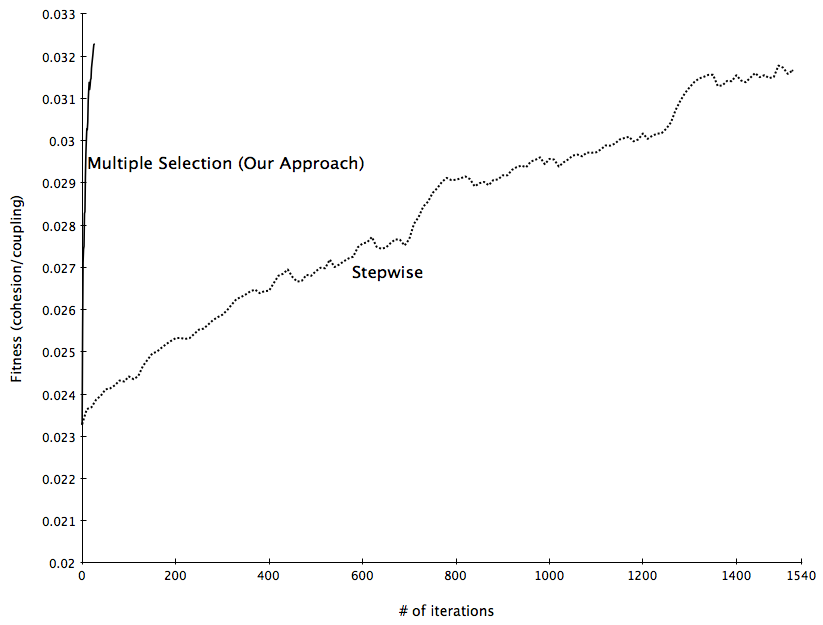 0.033
0.032
0.031
0.03
Multiple Selection (Our Approach)
0.029
0.028
0.027
Stepwise
0.026
0.025
0.024
0.023
0.022
0.021
0.02
Fitness (cohesion/coupling)
0 200 400 600 800 1000 1200 1400 1540
# of iterations